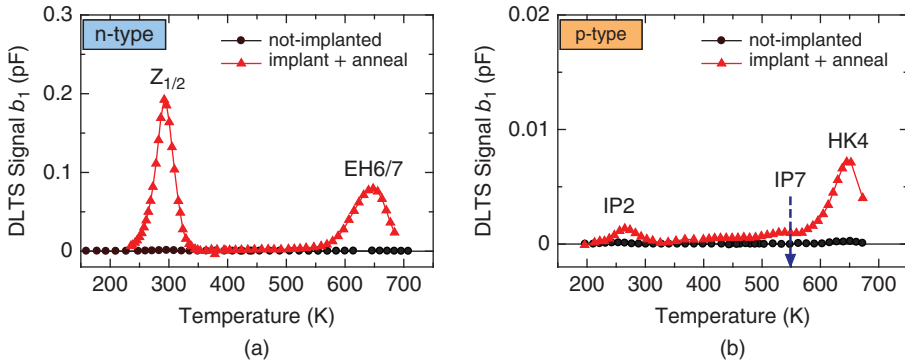 n-type
not-implanted
implant + anneal
Z1/2
EH6/7
0.3
0.2
0.1
0
DLTS Signal b1 (pF)
200 300 400 500 600 700
Temperature (K)
(a)
p-type
not-implanted
implant + anneal
HK4
IP7
IP2
0.02
0.01
0
DLTS Signal b1 (pF)
200 300 400 500 600 700
Temperature (K)
(b)